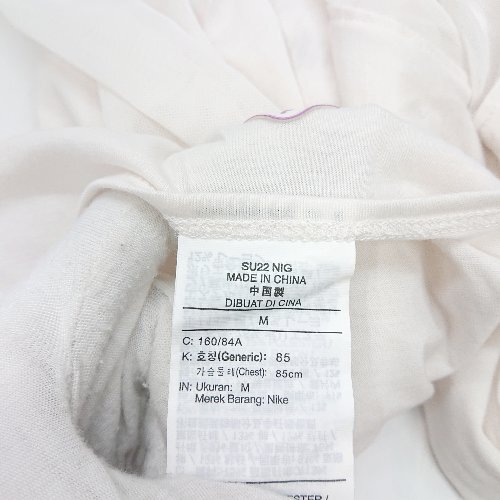 SU22 NIG
MADE IN CHINA
中国製
DIBUAT DI CINA
M
C: 160/84A
K: 호칭(Generic): 85
가슴둘레(Chest): 85cm
IN: Ukuran: M
Merek Barang: Nike